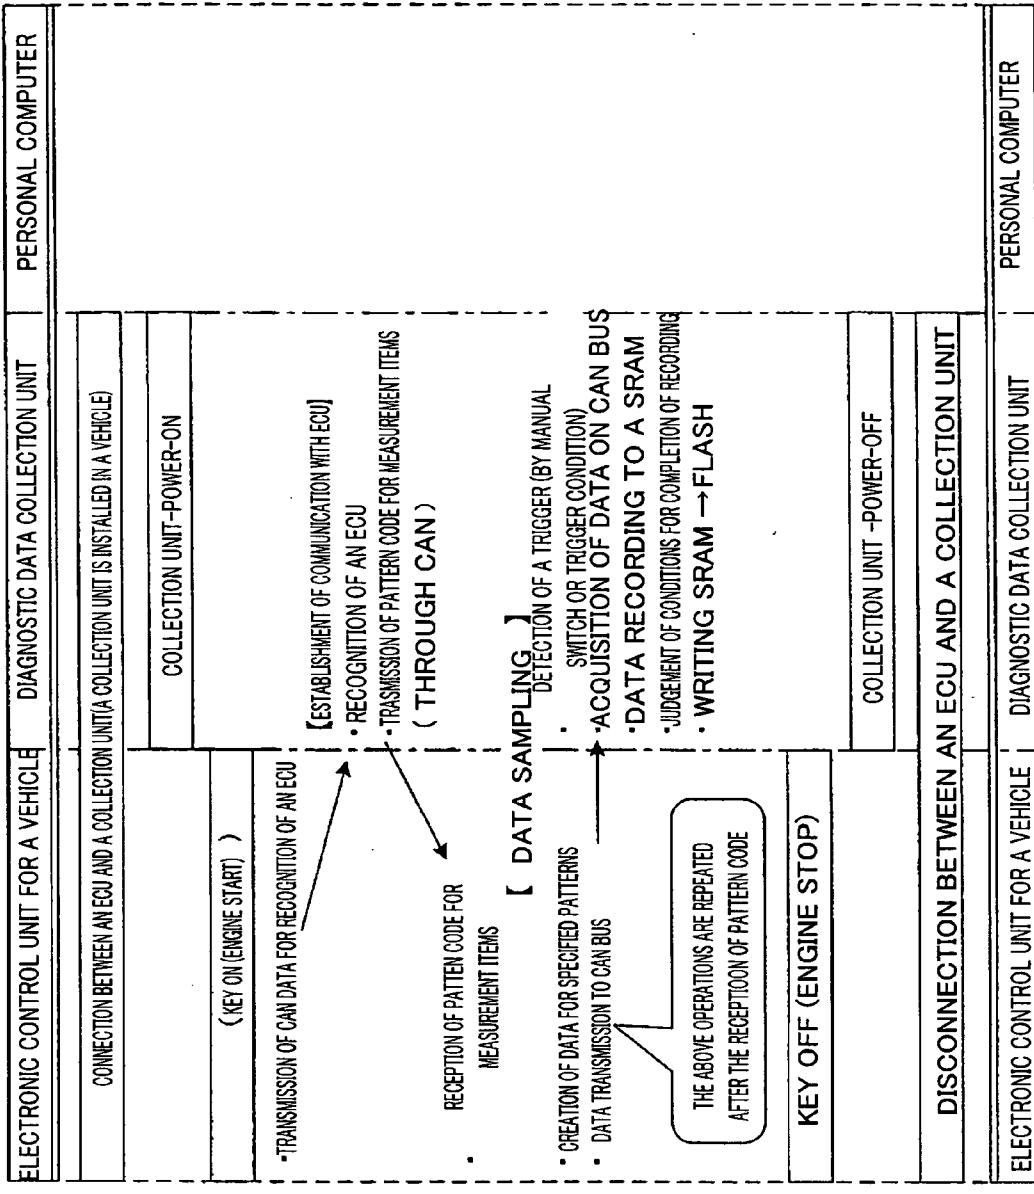 ELECTRONIC CONTROL UNIT FOR A VEHICLE
DIAGNOSTIC DATA COLLECTION UNIT
PERSONAL COMPUTER
CONNECTION BETWEEN AN ECU AND A COLLECTION UNIT(A COLLECTION UNIT IS INSTALLED IN A VEHICLE)
COLLECTION UNIT-POWER-ON
(KEY ON (ENGINE START) )
•TRANSMISSION OF CAN DATA FOR RECOGNITION OF AN ECU
【ESTABLISHMENT OF COMMUNICATION WITH ECU】
• RECOGNITION OF AN ECU
•TRASMISSION OF PATTERN CODE FOR MEASUREMENT ITEMS
( THROUGH CAN )
RECEPTION OF PATTEN CODE FOR
MEASUREMENT ITEMS
【 DATA SAMPLING 】
DETECTION OF A TRIGGER (BY MANUAL
SWITCH OR TRIGGER CONDITION)
•ACQUISITION OF DATA ON CAN BUS
•DATA RECORDING TO A SRAM
•JUDGEMENT OF CONDITIONS FOR COMPLETION OF RECORDING
• WRITING SRAM →FLASH
• CREATION OF DATA FOR SPECIFIED PATTERNS
• DATA TRANSMISSION TO CAN BUS
THE ABOVE OPERATIONS ARE REPEATED
AFTER THE RECEPTIOON OF PATTERN CODE
KEY OFF (ENGINE STOP)
COLLECTION UNIT -POWER-OFF
DISCONNECTION BETWEEN AN ECU AND A COLLECTION UNIT
ELECTRONIC CONTROL UNIT FOR A VEHICLE
DIAGNOSTIC DATA COLLECTION UNIT
PERSONAL COMPUTER